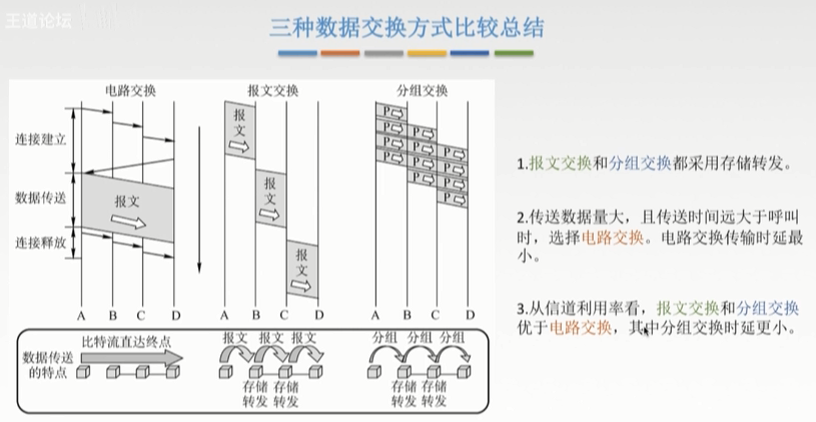 王道论坛
三种数据交换方式比较总结
电路交换
报文交换
分组交换
连接建立
数据传送
连接释放
报文
报
文
报
文
报
文
P
P
P
P
P
P
P
P
P
P
P
P
A B C D
A B C D
A B C D
1.报文交换和分组交换都采用存储转发。
2.传送数据量大，且传送时间远大于呼叫
时，选择电路交换。电路交换传输时延最
小。
3.从信道利用率看，报文交换和分组交换
优于电路交换，其中分组交换时延更小。
数据传送
的特点
比特流直达终点
报文 报文 报文
存储 存储
转发 转发
分组 分组 分组
存储 存储
转发 转发